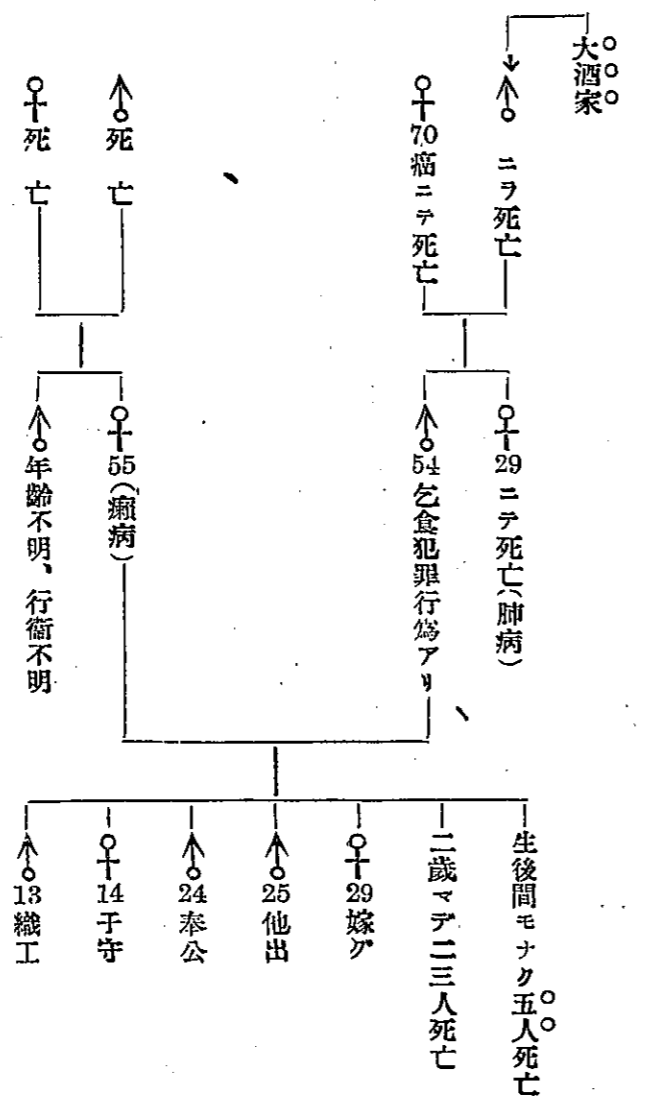 大酒家
ニラ死亡
70癌ニテ死亡
死亡
死亡
29ニテ死亡(肺病)
54乞食犯罪行爲アリ
55(癩病)
年齡不明、行衞不明
生後間モナク五人死亡
二歲マデニ三人死亡
29嫁グ
25他出
24奉公
14子守
13織工